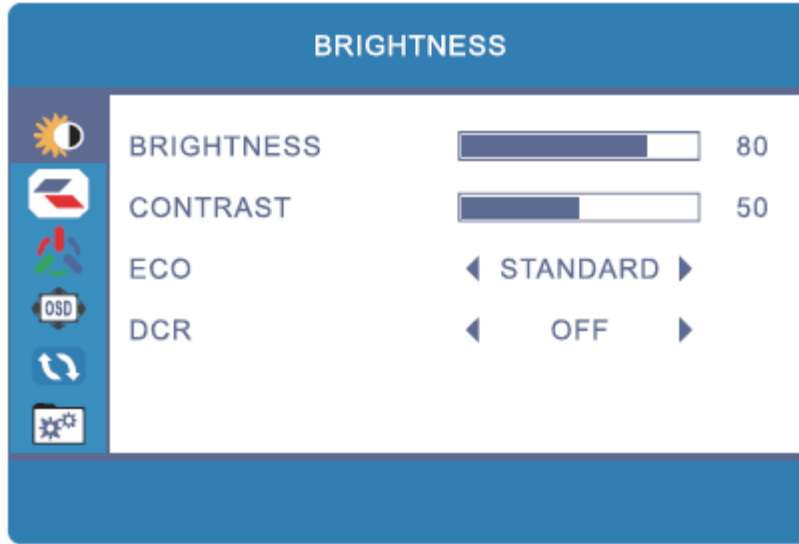 BRIGHTNESS
BRIGHTNESS 80
CONTRAST 50
ECO STANDARD
DCR OFF
OSD